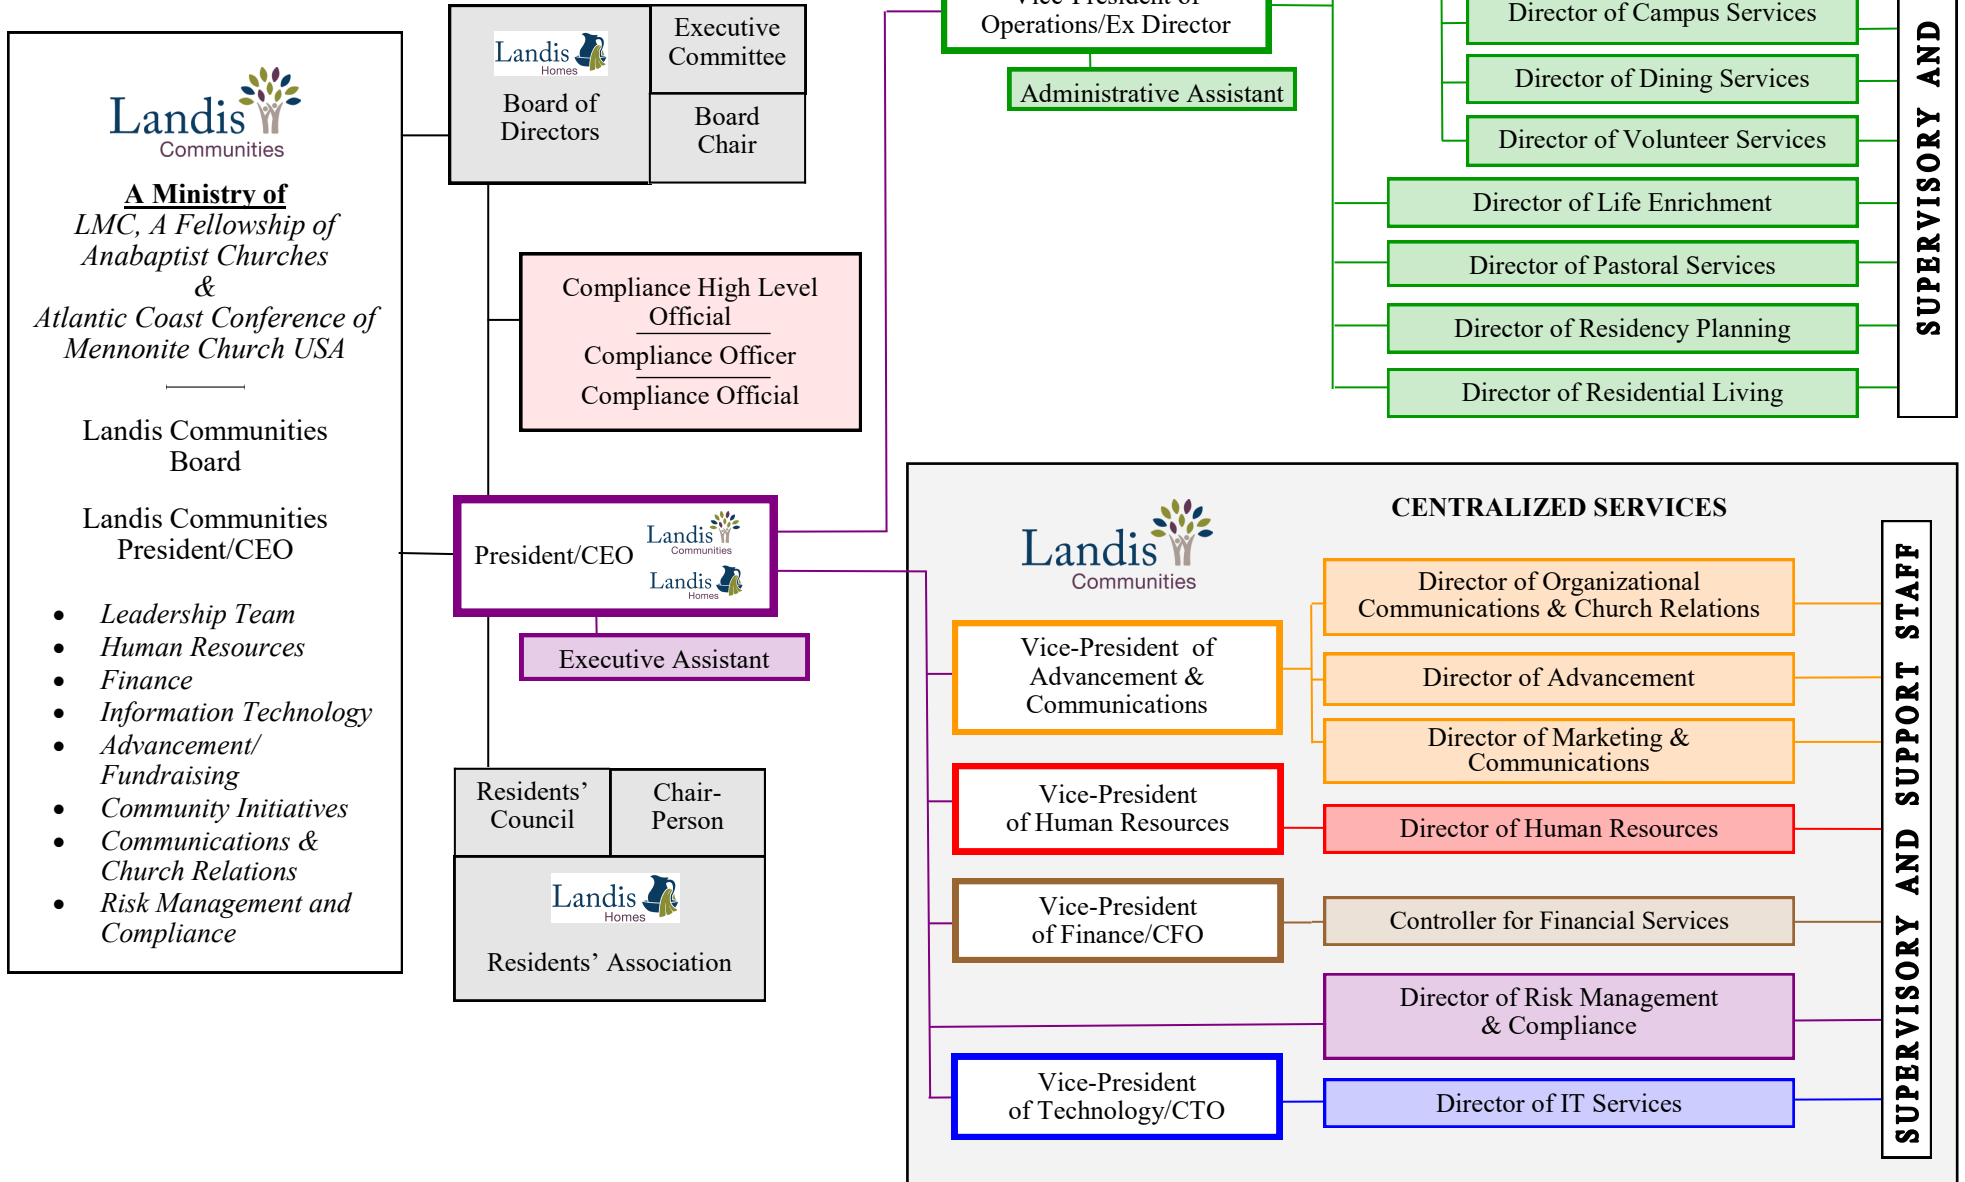 Landis
Communities
A Ministry of
LMC, A Fellowship of
Anabaptist Churches
&
Atlantic Coast Conference of
Mennonite Church USA
Landis Communities
Board
Landis Communities
President/CEO
• Leadership Team
• Human Resources
• Finance
• Information Technology
• Advancement/
Fundraising
• Community Initiatives
• Communications &
Church Relations
• Risk Management and
Compliance
Landis
Homes
Board of
Directors
Executive
Committee
Board
Chair
Compliance High Level
Official
Compliance Officer
Compliance Official
President/CEO
Landis
Communities
Landis
Homes
Executive Assistant
Residents’
Council
Chair-
Person
Landis
Homes
Residents’ Association
Vice-President of
Operations/Ex Director
Administrative Assistant
Director of Campus Services
Director of Dining Services
Director of Volunteer Services
Director of Life Enrichment
Director of Pastoral Services
Director of Residency Planning
Director of Residential Living
SUPERVISORY AND
Landis
Communities
CENTRALIZED SERVICES
Vice-President of
Advancement &
Communications
Director of Organizational
Communications & Church Relations
Director of Advancement
Director of Marketing &
Communications
Vice-President
of Human Resources
Director of Human Resources
Vice-President
of Finance/CFO
Controller for Financial Services
Director of Risk Management
& Compliance
Vice-President
of Technology/CTO
Director of IT Services
SUPERVISORY AND SUPPORT STAFF